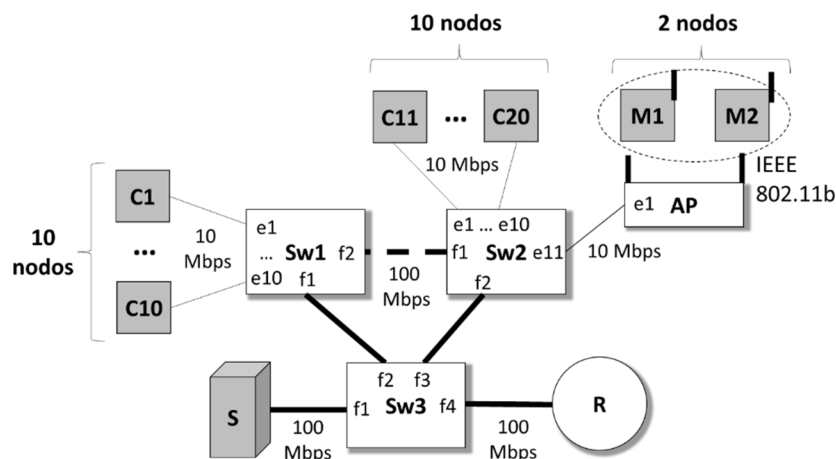 10 nodos
2 nodos
C11 ... C20
M1
M2
10 Mbps
IEEE
802.11b
C1
e1 AP
10
nodos
...
10
Mbps
e1
...
e10
Sw1
f2
f1
100
Mbps
e1 ... e10
f1
Sw2
e11
f2
10 Mbps
C10
f2 f3
S
f1
Sw3
f4
R
100
Mbps
100
Mbps